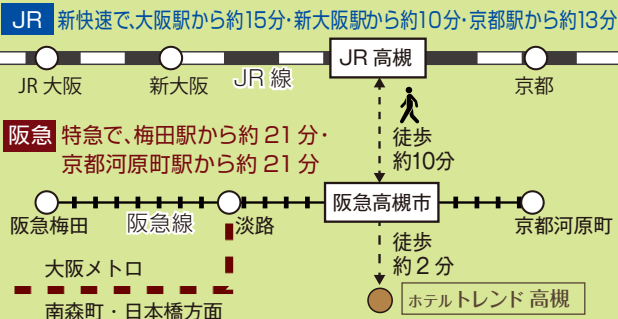 JR 新快速で、大阪駅から約15分・新大阪駅から約10分・京都駅から約13分
JR 大阪
新大阪
JR 線
JR 高槻
京都
徒歩
約10分
阪急 特急で、梅田駅から約 21 分・
京都河原町駅から約 21 分
阪急梅田
阪急線
淡路
阪急高槻市
京都河原町
徒歩
約 2 分
大阪メトロ
南森町・日本橋方面
ホテルトレンド 高槻